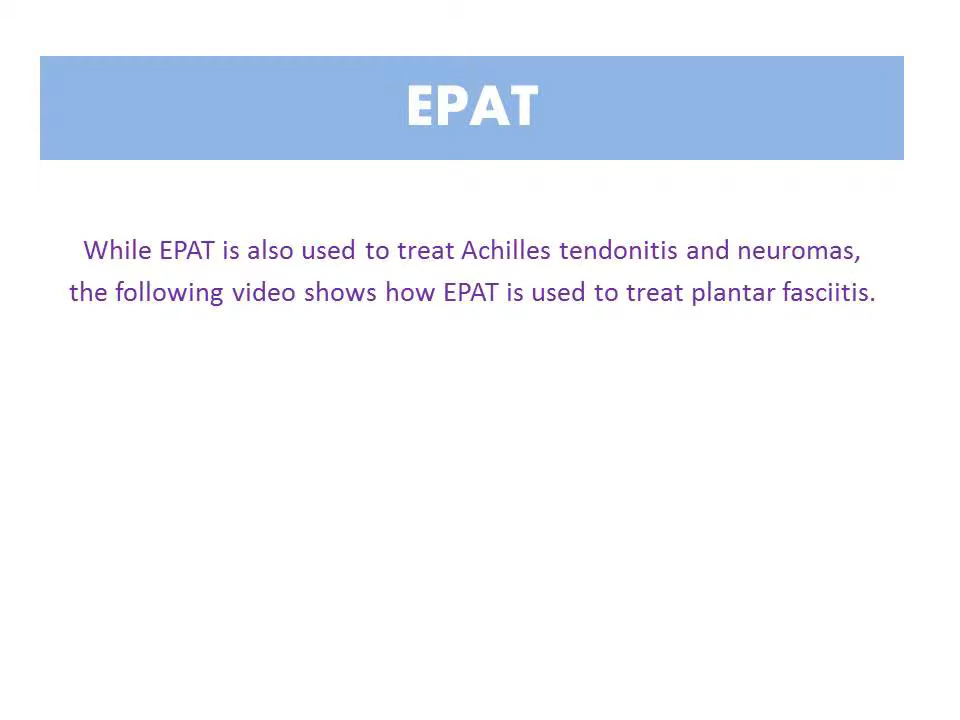 EPAT
While EPAT is also used to treat Achilles tendonitis and neuromas,
the following video shows how EPAT is used to treat plantar fasciitis.